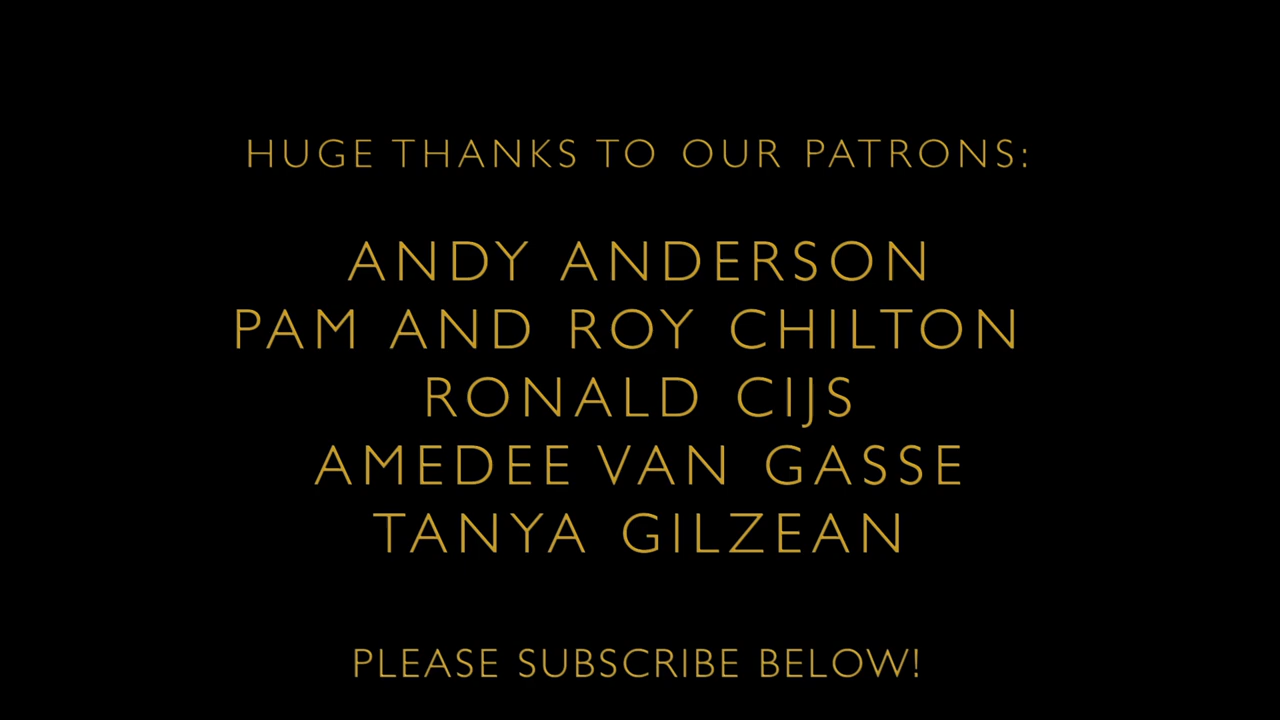 HUGE THANKS TO OUR PATRONS:
ANDY ANDERSON
PAM AND ROY CHILTON
RONALD CIJS
AMEDEE VAN GASSE
TANYA GILZEAN
PLEASE SUBSCRIBE BELOW!